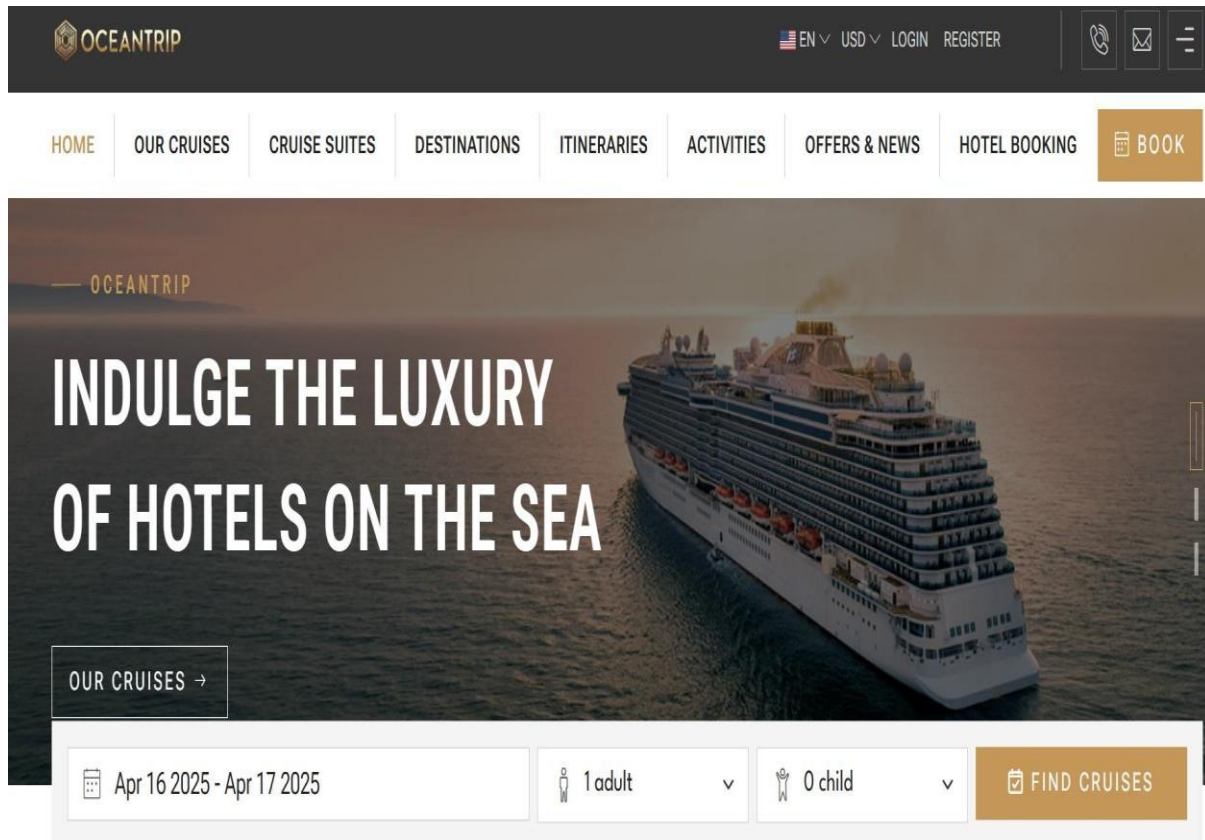 OCEANTRIP
EN USD LOGIN REGISTER
HOME OUR CRUISES CRUISE SUITES DESTINATIONS ITINERARIES ACTIVITIES OFFERS & NEWS HOTEL BOOKING BOOK
OCEANTRIP
INDULGE THE LUXURY
OF HOTELS ON THE SEA
OUR CRUISES →
Apr 16 2025 - Apr 17 2025 1 adult 0 child FIND CRUISES